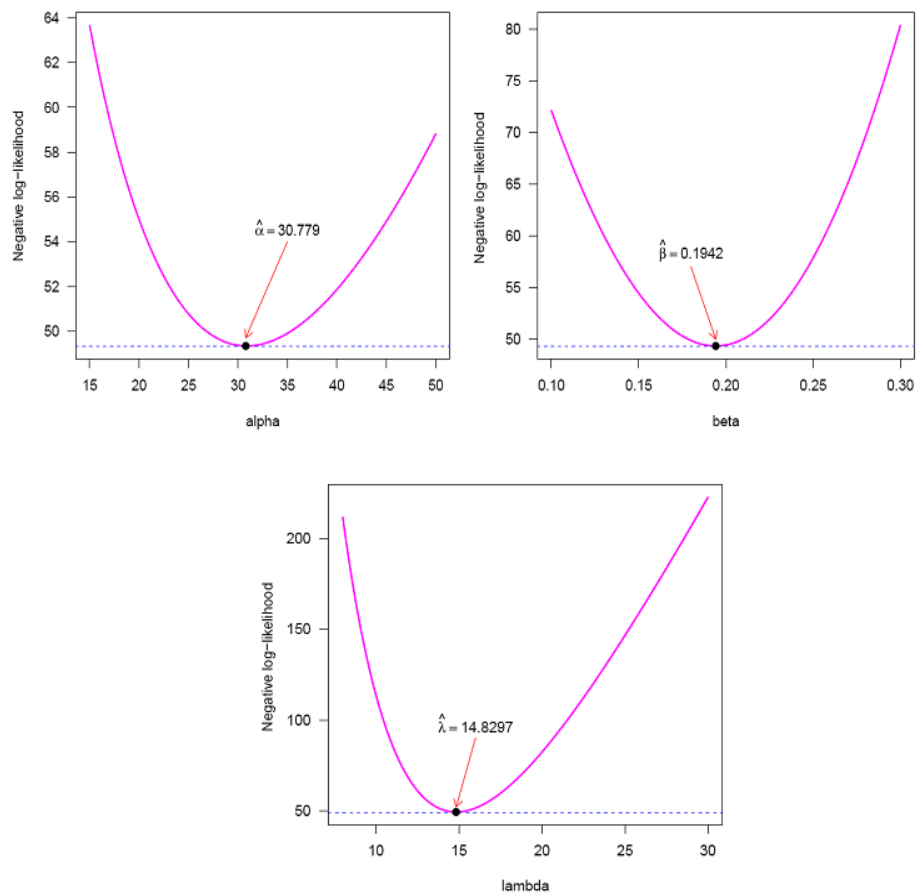 Negative log−likelihood
64
62
60
58
56
54
52
50
α̂ = 30.779
15 20 25 30 35 40 45 50
alpha
Negative log−likelihood
80
75
70
65
60
55
50
β̂ = 0.1942
0.10 0.15 0.20 0.25 0.30
beta
Negative log−likelihood
200
150
100
50
λ̂ = 14.8297
10 15 20 25 30
lambda